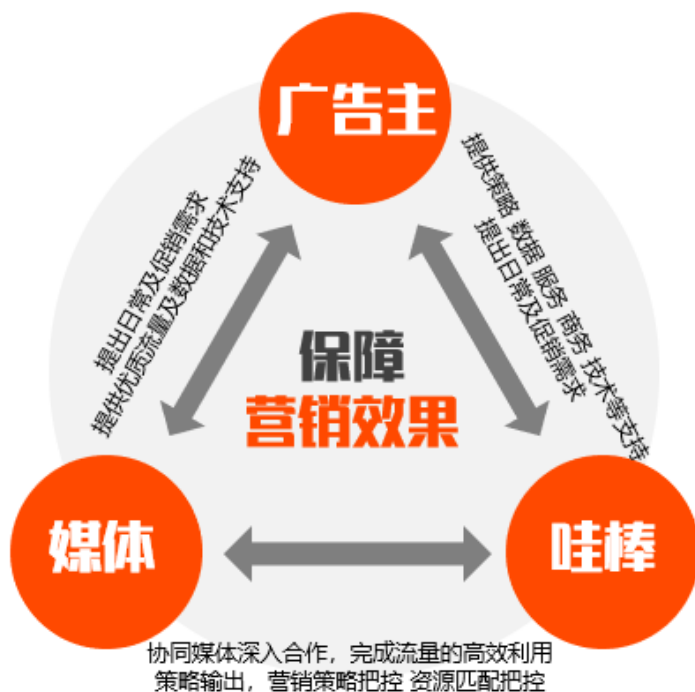 广告主
提出日常及促销需求
提供优质流量及数据和技术支持
提供策略 数据 服务 商务 技术等支持
提出日常及促销需求
保障
营销效果
媒体
哇棒
协同媒体深入合作，完成流量的高效利用
策略输出，营销策略把控 资源匹配把控